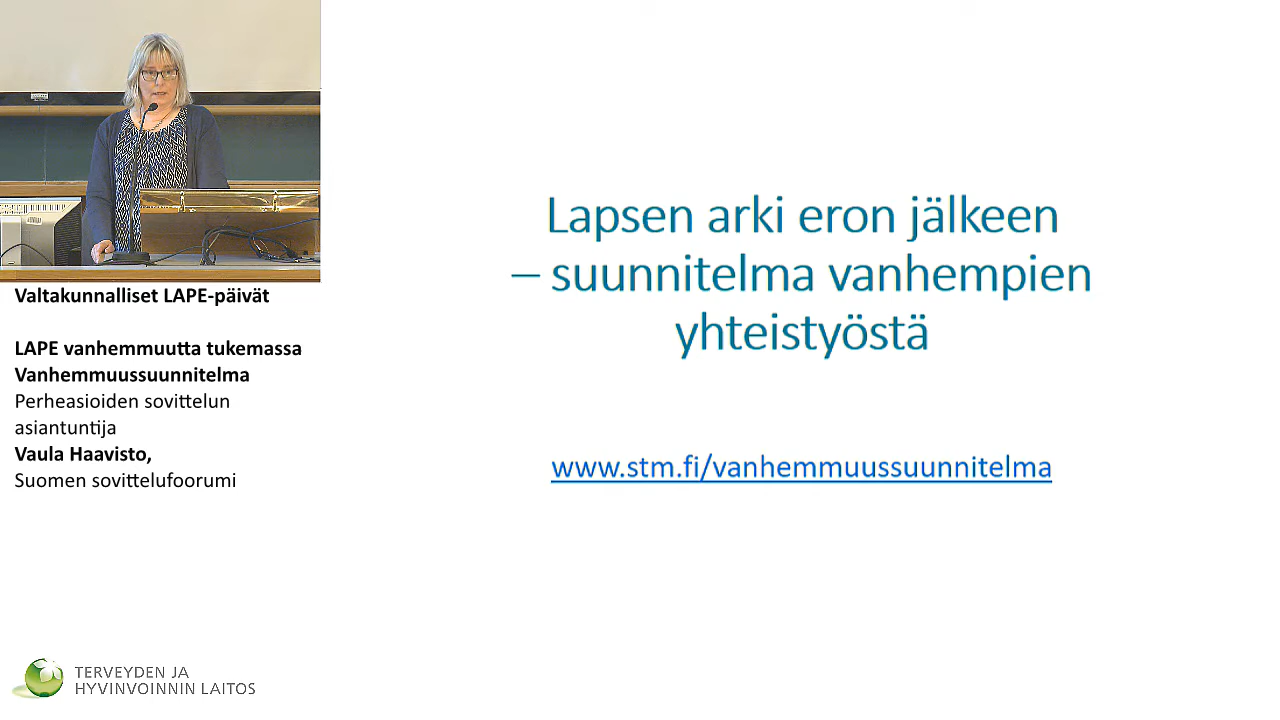 Valtakunnalliset LAPE-päivät
LAPE vanhemmuutta tukemassa
Vanhemmuussuunnitelma
Perheasioiden sovittelun
asiantuntija
Vaula Haavisto,
Suomen sovittelufoorumi
Lapsen arki eron jälkeen
– suunnitelma vanhempien
yhteistyöstä
www.stm.fi/vanhemmuussuunnitelma
TERVEYDEN JA
HYVINVOINNIN LAITOS